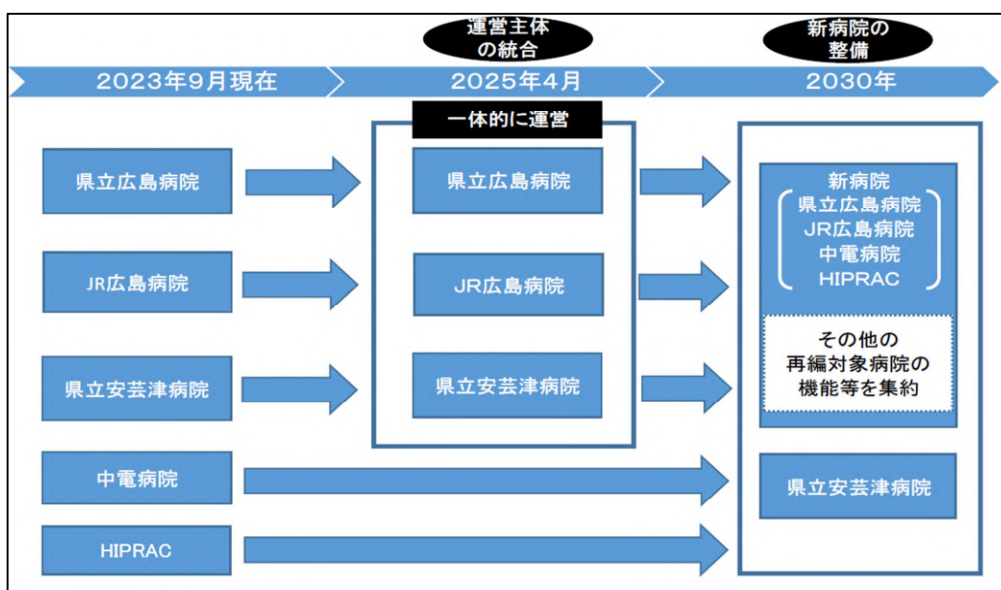 運営主体
の統合
新病院の
整備
2023年9月現在
2025年4月
2030年
一体的に運営
県立広島病院
県立広島病院
新病院
県立広島病院
JR広島病院
中電病院
HIPRAC
JR広島病院
JR広島病院
その他の
再編対象病院の
機能等を集約
県立安芸津病院
県立安芸津病院
中電病院
県立安芸津病院
HIPRAC